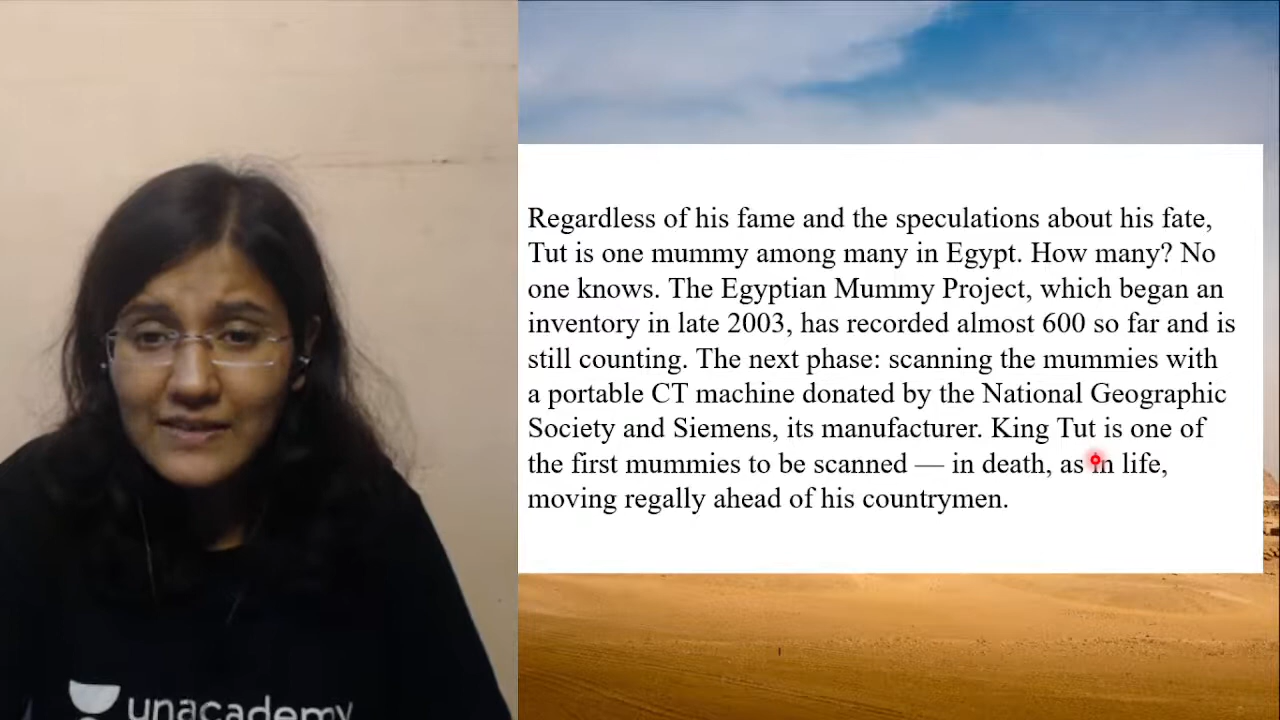 Regardless of his fame and the speculations about his fate,
Tut is one mummy among many in Egypt. How many? No
one knows. The Egyptian Mummy Project, which began an
inventory in late 2003, has recorded almost 600 so far and is
still counting. The next phase: scanning the mummies with
a portable CT machine donated by the National Geographic
Society and Siemens, its manufacturer. King Tut is one of
the first mummies to be scanned — in death, as in life,
moving regally ahead of his countrymen.
unacademy